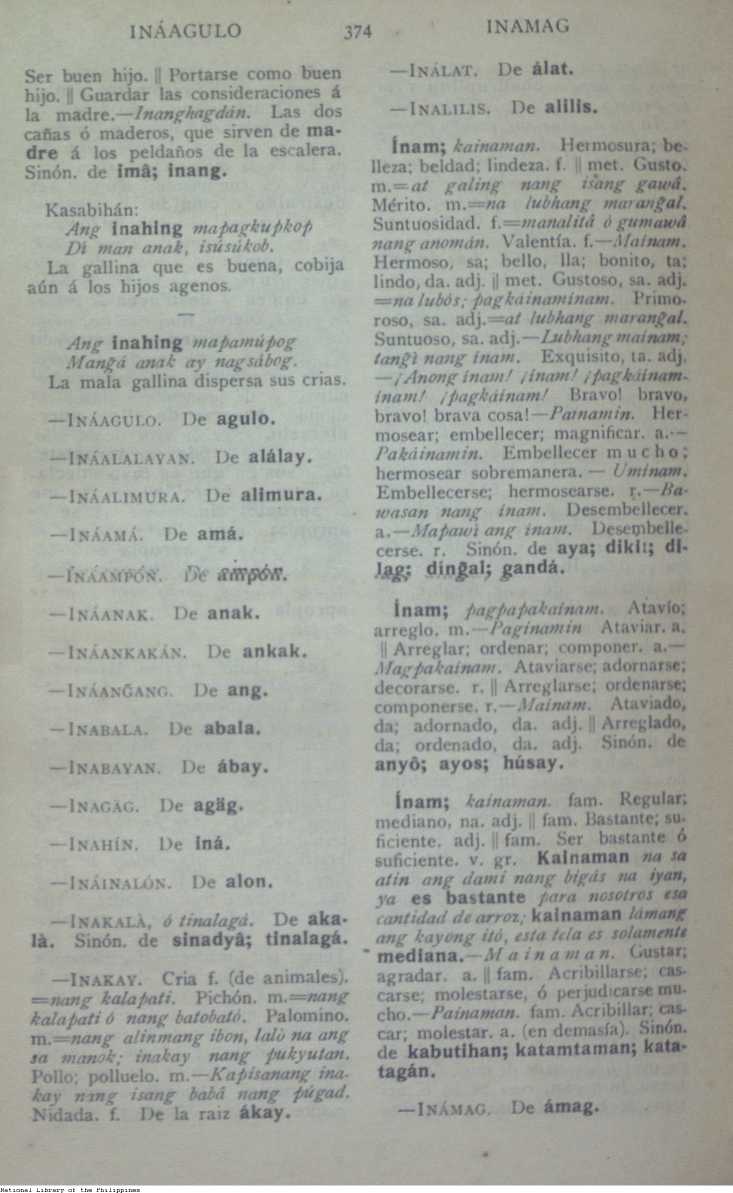 INÁAGULO
374
INAMAG
Ser buen hijo. || Portarse como buen
hijo. || Guardar las consideraciones á
la madre.—Inanghagdán. Las dos
cañas ó maderos, que sirven de ma-
dre á los peldaños de la escalera.
Sinón. de imâ; inang.
Kasabihán:
Ang inahing mapagkupkop
Di man anak, isúsúkob.
La gallina que es buena, cobija
aún á los hijos agenos.
Ang inahing mapamúpog
Mangá anak ay nagsábog.
La mala gallina dispersa sus crias.
—INÁAGULO. De agulo.
—INÁALALAYAN. De alálay.
—INÁALIMURA. De alimura.
—INÁAMÁ. De amá.
—INÁAMPÓN. De ampón.
—INÁANAK. De anak.
—INÁANKAKÁN. De ankak.
—INÁANG̃ANG. De ang.
—INABALA. De abala.
—INABAYAN. De ábay.
—INAGÄG. De agäg.
—INAHÍN. De iná.
—INÁINALÓN. De alon.
—INAKALÀ, ó tinalagá. De aka-
là. Sinón. de sinadyâ; tinalagá.
—INAKAY. Cria f. (de animales).
=nang kalapati. Pichón. m.=nang
kalapati ó nang batobató. Palomino.
m.=nang alinmang ibon, lalò na ang
sa manok; inakay nang pukyutan.
Pollo; polluelo. m.—Kapisanang ina-
kay nang isang babâ nang púgad.
Nidada. f. De la raiz ákay.
—INÁLAT. De álat.
—INALILIS. De alilis.
Ínam; kainaman. Hermosura; be-
lleza; beldad; lindeza. f. || met. Gusto.
m.=at galing nang isang gawâ.
Mérito. m.=na lubhang marang̃al.
Suntuosidad. f.=manalitâ ó gumawâ
nang anomán. Valentía. f.—Mainam.
Hermoso, sa; bello, lla; bonito, ta;
lindo, da. adj. || met. Gustoso, sa. adj.
=na lubós; pagkáinaminam. Primo-
roso, sa. adj.=at lubhang marang̃al.
Suntuoso, sa. adj.—Lubhang mainam;
tangì nang inam. Exquisito, ta. adj.
—¡Anong inam! ¡inam! ¡pagkáinam-
inam! ¡pagkáinam! Bravo! bravo,
bravo! brava cosa!—Painamin. Her-
mosear; embellecer; magnificar. a.—
Pakáinamin. Embellecer mucho;
hermosear sobremanera.— Uminam.
Embellecerse; hermosearse. r.—Ba-
wasan nang inam. Desembellecer.
a.—Mapawì ang inam. Desembelle-
cerse. r. Sinón. de aya; dikit; di-
lag; ding̃al; gandá.
Ínam; pagpapakainam. Atavío;
arreglo. m.—Paginamin Ataviar. a.
|| Arreglar; ordenar; componer. a.—
Magpakainam. Ataviarse; adornarse;
decorarse. r. || Arreglarse; ordenarse;
componerse. r.—Mainam. Ataviado,
da; adornado, da. adj. || Arreglado,
da; ordenado, da. adj. Sinón. de
anyô; ayos; húsay.
Ínam; kainaman. fam. Regular;
mediano, na. adj. || fam. Bastante; su-
ficiente. adj. || fam. Ser bastante ó
suficiente. v. gr. Kainaman na sa
atin ang dami nang bigás na iyan,
ya es bastante para nosotros esa
cantidad de arroz; kainaman lámang
ang kayong itó, esta tela es solamente
mediana.—Mainaman. Gustar;
agradar. a. || fam. Acribillarse; cas-
carse; molestarse, ó perjudicarse mu-
cho.—Painaman. fam. Acribillar; cas-
car; molestar. a. (en demasía). Sinón.
de kabutihan; katamtaman; kata-
tagán.
—INÁMAG. De ámag.
National Library of the Philippines